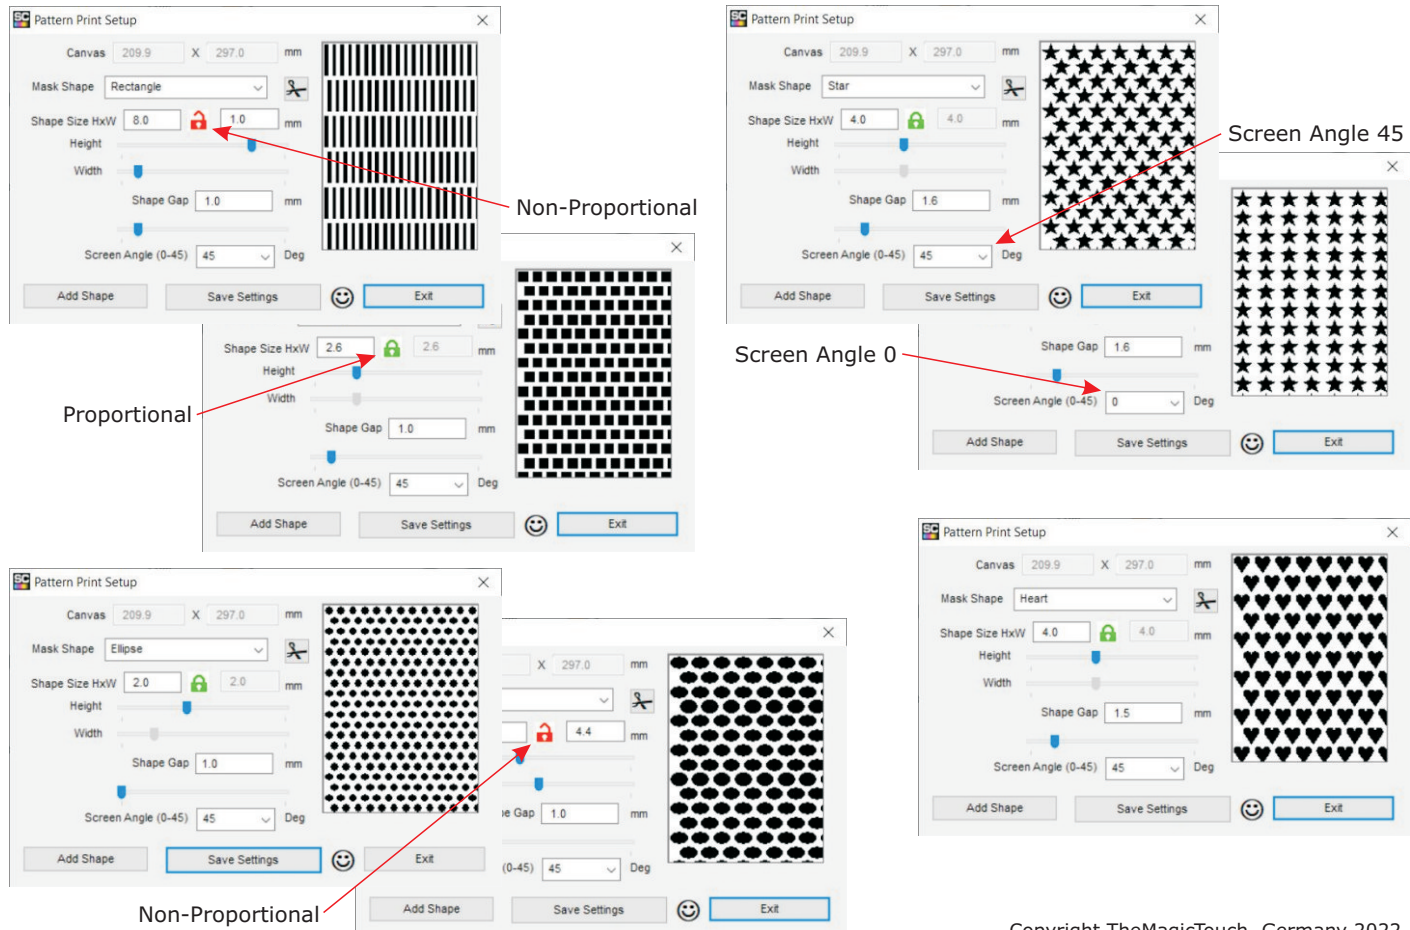 SC Pattern Print Setup
Canvas 209.9 X 297.0 mm
Mask Shape Rectangle
Shape Size HxW 8.0 1.0 mm
Height
Width
Shape Gap 1.0 mm
Screen Angle (0-45) 45 Deg
Add Shape Save Settings Exit
Non-Proportional
Shape Size HxW 2.6 2.6 mm
Height
Width
Proportional
Shape Gap 1.0 mm
Screen Angle (0-45) 45 Deg
Add Shape Save Settings Exit
SC Pattern Print Setup
Canvas 209.9 X 297.0 mm
Mask Shape Star
Shape Size HxW 4.0 4.0 mm
Height
Width
Shape Gap 1.6 mm
Screen Angle (0-45) 45 Deg
Add Shape Save Settings Exit
Screen Angle 45
Screen Angle 0
Shape Gap 1.6 mm
Screen Angle (0-45) 0 Deg
Add Shape Save Settings Exit
SC Pattern Print Setup
Canvas 209.9 X 297.0 mm
Mask Shape Ellipse
Shape Size HxW 2.0 2.0 mm
Height
Width
Shape Gap 1.0 mm
Screen Angle (0-45) 45 Deg
Add Shape Save Settings Exit
X 297.0 mm
4.4 mm
Gap 1.0 mm
(0-45) 45 Deg
Add Shape Save Settings Exit
Non-Proportional
SC Pattern Print Setup
Canvas 209.9 X 297.0 mm
Mask Shape Heart
Shape Size HxW 4.0 4.0 mm
Height
Width
Shape Gap 1.5 mm
Screen Angle (0-45) 45 Deg
Add Shape Save Settings Exit
Copyright TheMagicTouch, Germany 2022